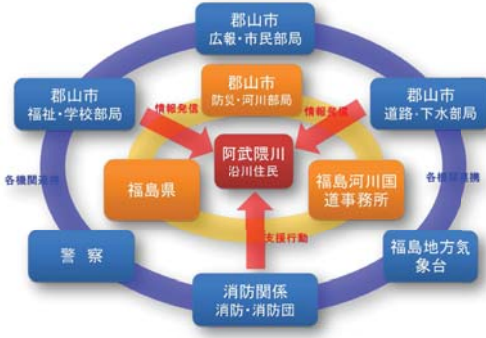 郡山市
広報・市民部局
郡山市
福祉・学校部局
情報発信
郡山市
防災・河川部局
情報発信
郡山市
道路・下水部局
阿武隈川
沿川住民
福島県
福島河川国
道事務所
各機関連携
各機関連携
支援行動
警察
消防関係
消防・消防団
福島地方気
象台